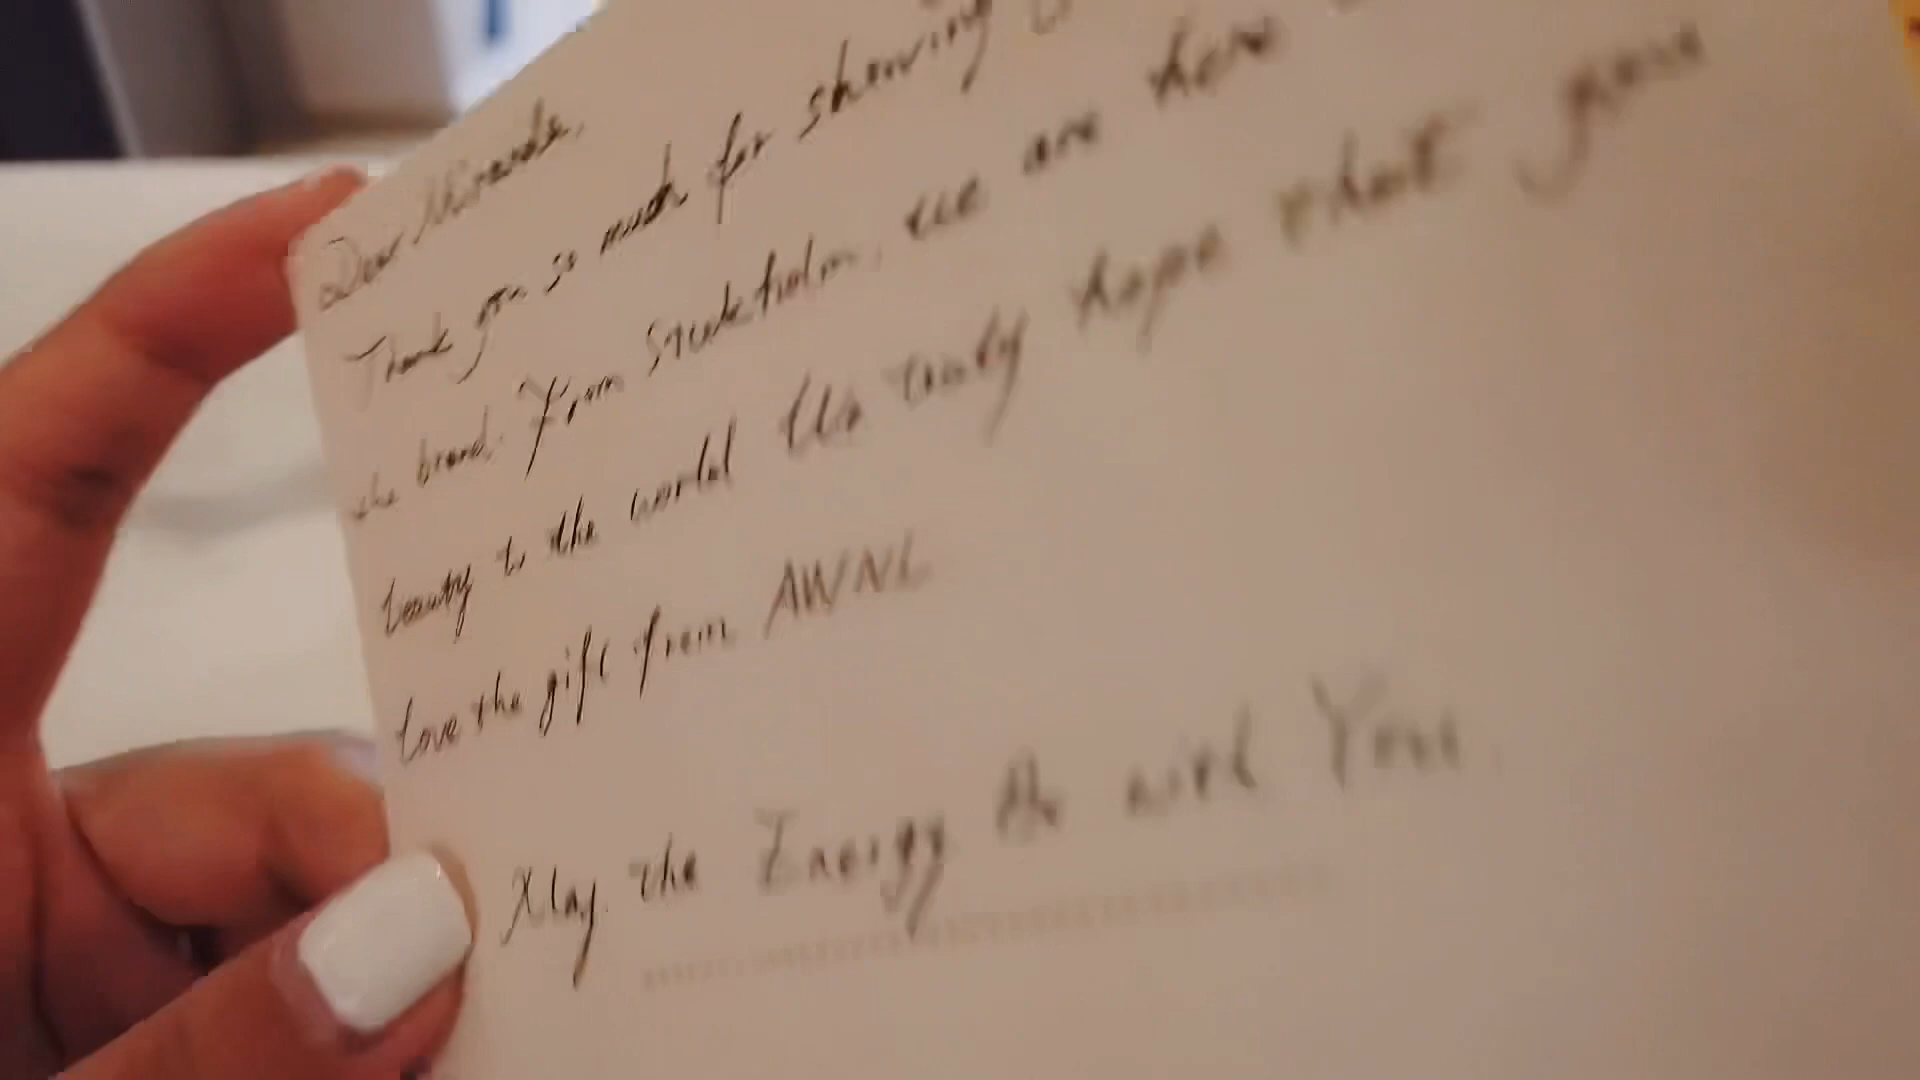 Dear Miranda,
Thank you so much for showing
the brand. From Stockholm, we are here
beauty to the world We truly hope that you
love the gift from AWNL
May the Energy Be with You.